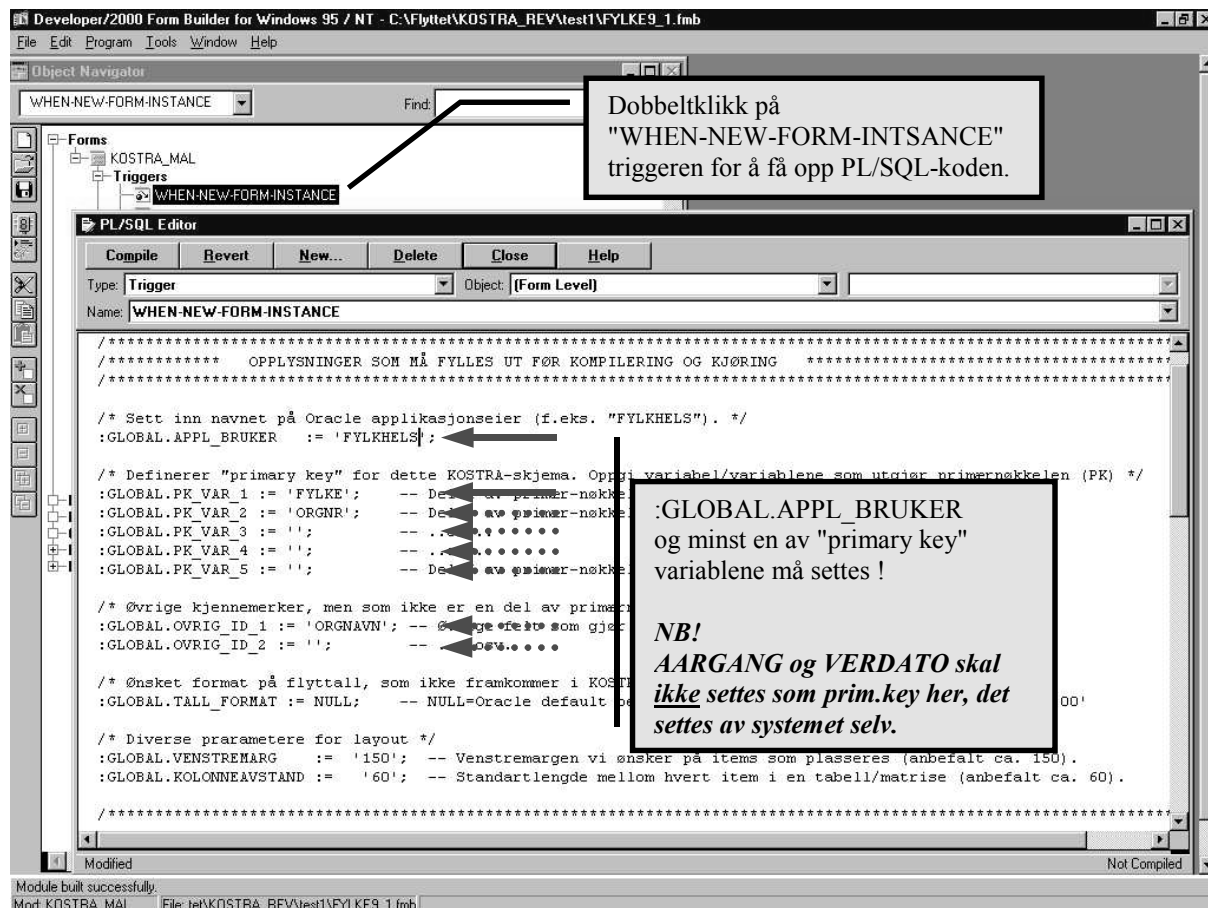 Developer/2000 Form Builder for Windows 95 / NT - C:\Flyttet\KOSTRA_REV\test1\FYLKE9_1.fmb
File Edit Program Tools Window Help
Object Navigator
WHEN-NEW-FORM-INSTANCE Find:
Dobbeltklikk på
"WHEN-NEW-FORM-INTSANCE"
triggeren for å få opp PL/SQL-koden.
Forms
KOSTRA_MAL
Triggers
WHEN-NEW-FORM-INSTANCE
PL/SQL Editor
Compile Revert New... Delete Close Help
Type: Trigger Object: (Form Level)
Name: WHEN-NEW-FORM-INSTANCE
/************ OPPLYSNINGER SOM MÅ FYLLES UT FØR KOMPILERING OG KJØRING
/* Sett inn navnet på Oracle applikasjonseier (f.eks. "FYLKHELS"). */
:GLOBAL.APPL_BRUKER := 'FYLKHELS';
/* Definerer "primary key" for dette KOSTRA-skjema. Oppgi variabel/variablene som utgjør primærnøkkelen (PK) */
:GLOBAL.PK_VAR_1 := 'FYLKE'; --
:GLOBAL.PK_VAR_2 := 'ORGNR'; --
:GLOBAL.PK_VAR_3 := ''; --
:GLOBAL.PK_VAR_4 := ''; --
:GLOBAL.PK_VAR_5 := ''; --
/* Øvrige kjennemerker, men som ikke er en del av
:GLOBAL.OVRIG_ID_1 := 'ORGNAVN'; -- som gjør
:GLOBAL.OVRIG_ID_2 := ''; --
/* Ønsket format på flyttall, som ikke framkommer i
:GLOBAL.TALL_FORMAT := NULL; -- NULL=Oracle default
/* Diverse prarametere for layout */
:GLOBAL.VENSTREMARG := '150'; -- Venstremargen vi ønsker på items som plasseres (anbefalt ca. 150).
:GLOBAL.KOLONNEAVSTAND := '60'; -- Standartlengde mellom hvert item i en tabell/matrise (anbefalt ca. 60).
:GLOBAL.APPL_BRUKER
og minst en av "primary key"
variablene må settes !
NB!
AARGANG og VERDATO skal
ikke settes som prim.key her, det
settes av systemet selv.
Modified Not Compiled
Module built successfully.
Mod: KOSTRA_MAL File: tet\KOSTRA_REV\test1\FYLKE9_1.fmb